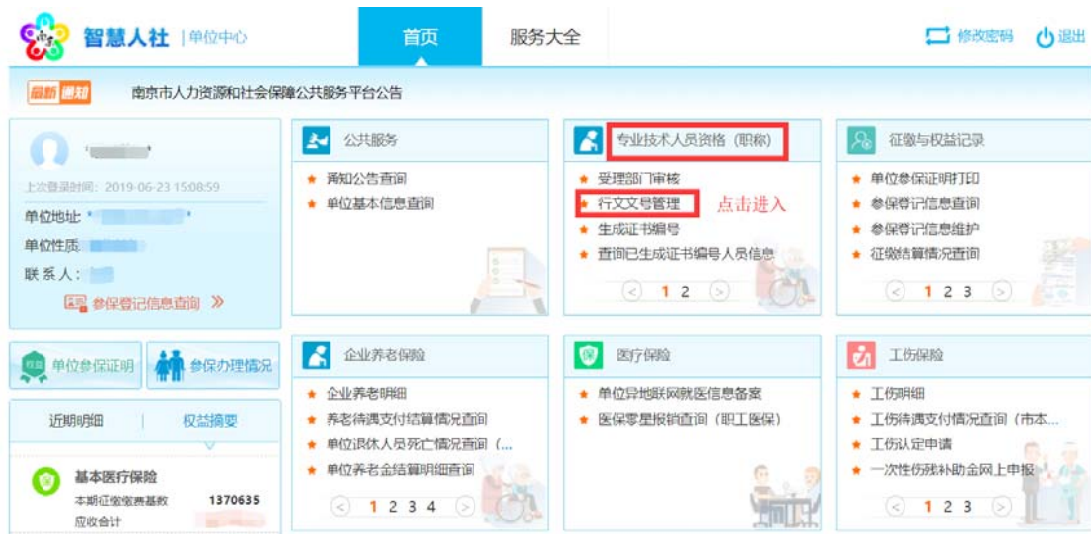 智慧人社 | 单位中心
首页
服务大全
修改密码
退出
最新 通知
南京市人力资源和社会保障公共服务平台公告
上次登录时间：2019-06-23 15:08:59
单位地址：
单位性质
联系人：
参保登记信息查询
单位参保证明
参保办理情况
近期明细 | 权益摘要
基本医疗保险
本期征缴缴费基数 1370635
应收合计
公共服务
通知公告查询
单位基本信息查询
专业技术人员资格（职称）
受理部门审核
行文文号管理 点击进入
生成证书编号
查询已生成证书编号人员信息
< 1 2 >
征缴与权益记录
单位参保证明打印
参保登记信息查询
参保登记信息维护
征缴结算情况查询
< 1 2 3 >
企业养老保险
企业养老明细
养老待遇支付结算情况查询
单位退休人员死亡情况查询（...
单位养老金结算明细查询
< 1 2 3 4 >
医疗保险
单位异地联网就医信息备案
医保零星报销查询（职工医保）
工伤保险
工伤明细
工伤待遇支付情况查询（市本...
工伤认定申请
一次性伤残补助金网上申报
< 1 2 3 >